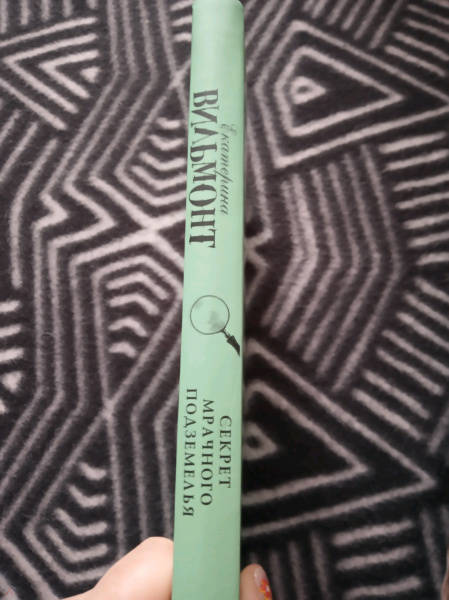 Екатерина
ВИЛЬМОНТ
СЕКРЕТ
МРАЧНОГО
ПОДЗЕМЕЛЬЯ